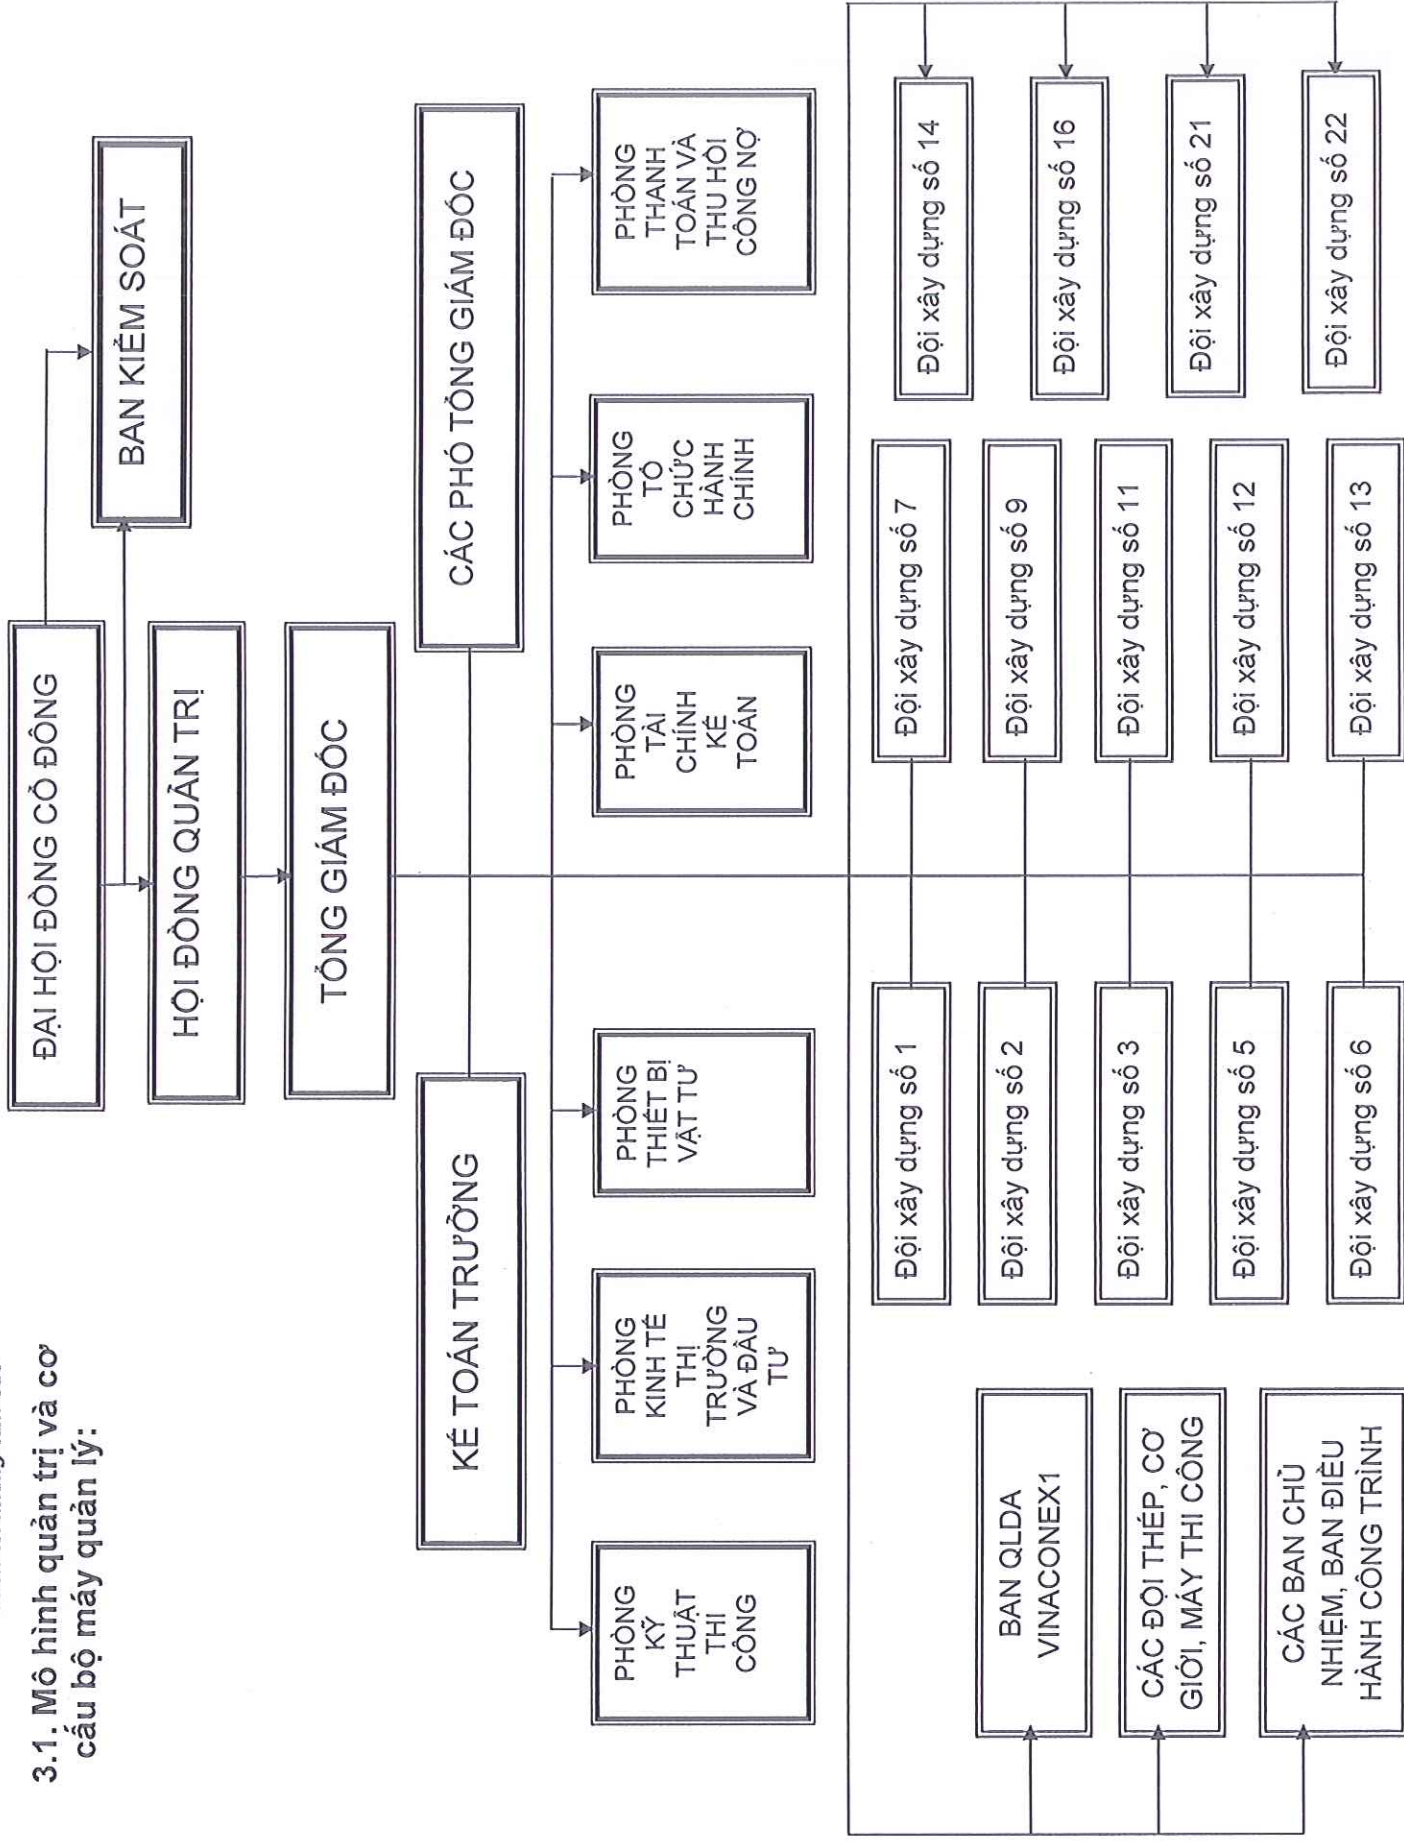 3.1. Mô hình quản trị và cơ
cấu bộ máy quản lý:
ĐẠI HỘI ĐỒNG CỔ ĐÔNG
BAN KIỂM SOÁT
HỘI ĐỒNG QUẢN TRỊ
TỔNG GIÁM ĐỐC
KẾ TOÁN TRƯỞNG
CÁC PHÓ TỔNG GIÁM ĐỐC
PHÒNG
KỸ
THUẬT
THI
CÔNG
PHÒNG
KINH TẾ
THỊ
TRƯỜNG
VÀ ĐẦU
TƯ
PHÒNG
THIẾT BỊ
VẬT TƯ
PHÒNG
TÀI
CHÍNH
KẾ
TOÁN
PHÒNG
TỔ
CHỨC
HÀNH
CHÍNH
PHÒNG
THANH
TOÁN VÀ
THU HỒI
CÔNG NỢ
BAN QLDA
VINACONEX1
CÁC ĐỘI THÉP, CƠ
GIỚI, MÁY THI CÔNG
CÁC BAN CHỦ
NHIỆM, BAN ĐIỀU
HÀNH CÔNG TRÌNH
Đội xây dựng số 1
Đội xây dựng số 2
Đội xây dựng số 3
Đội xây dựng số 5
Đội xây dựng số 6
Đội xây dựng số 7
Đội xây dựng số 9
Đội xây dựng số 11
Đội xây dựng số 12
Đội xây dựng số 13
Đội xây dựng số 14
Đội xây dựng số 16
Đội xây dựng số 21
Đội xây dựng số 22